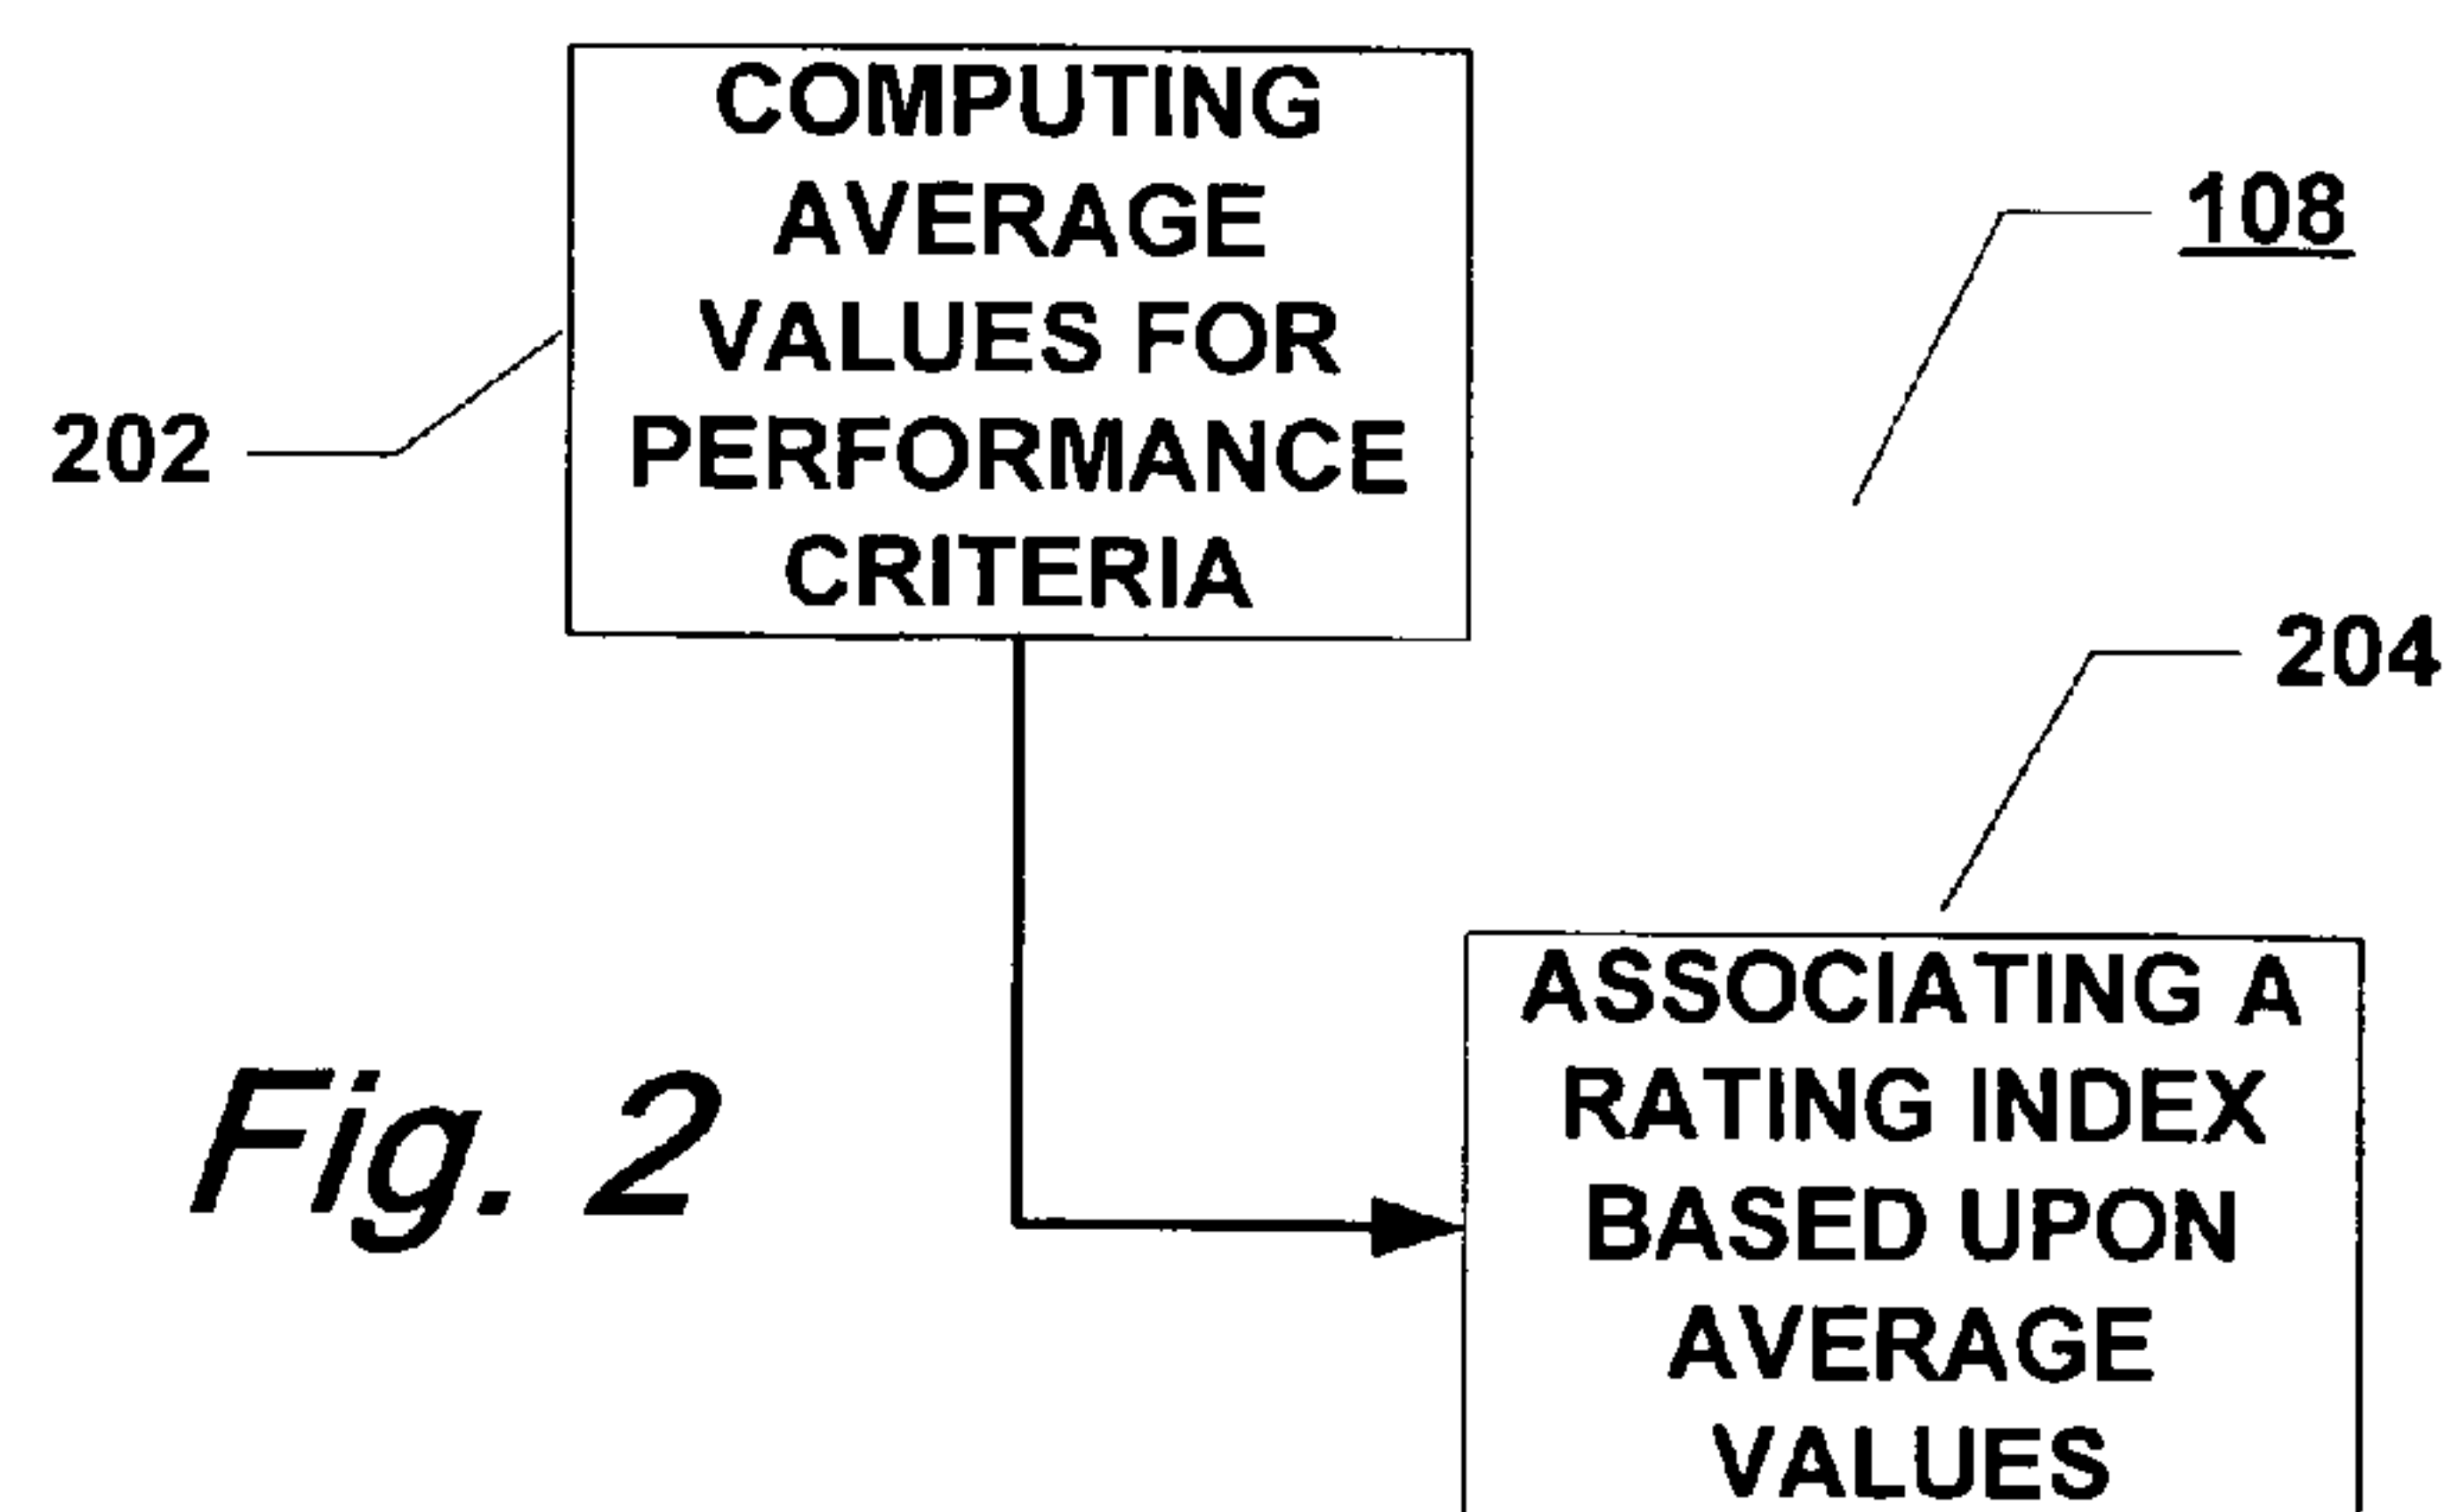 COMPUTING
AVERAGE
VALUES FOR
PERFORMANCE
CRITERIA
108
202
204
ASSOCIATING A
RATING INDEX
BASED UPON
AVERAGE
VALUES
Fig. 2